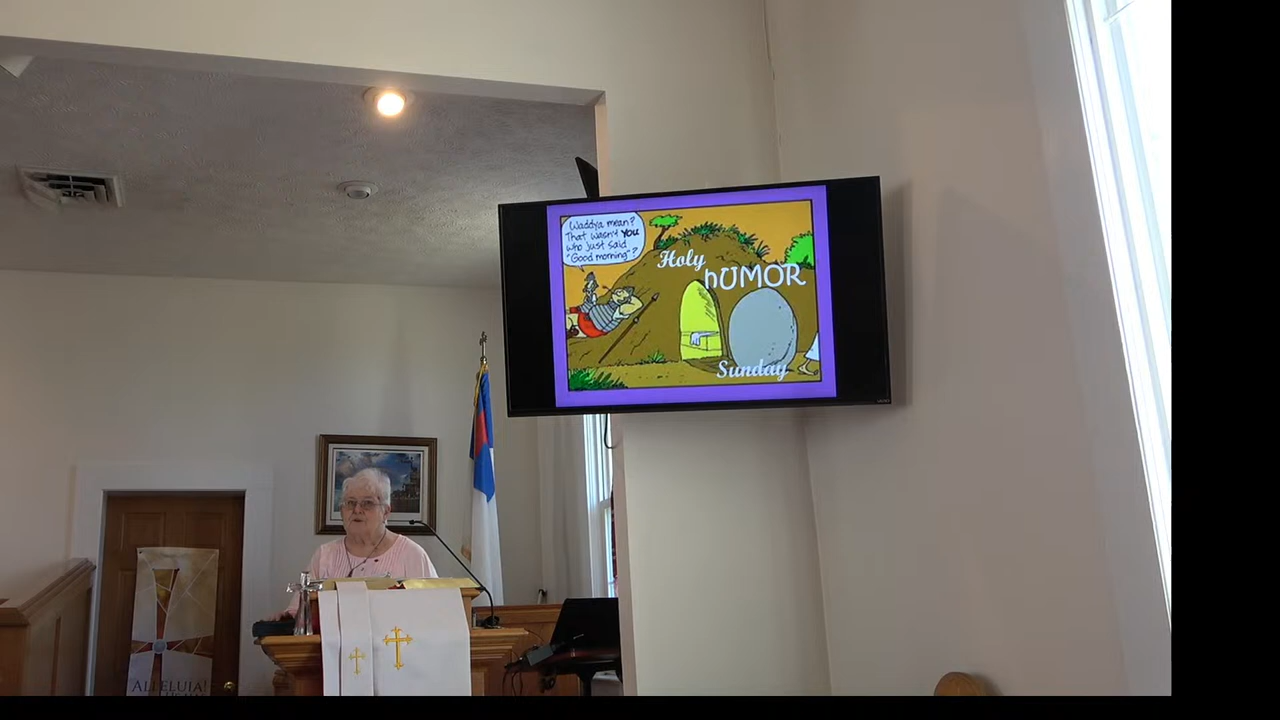 Waddya mean?
That wasn't YOU
who just said
"Good morning"?
Holy
hUMOR
Sunday
ALLELUIA!